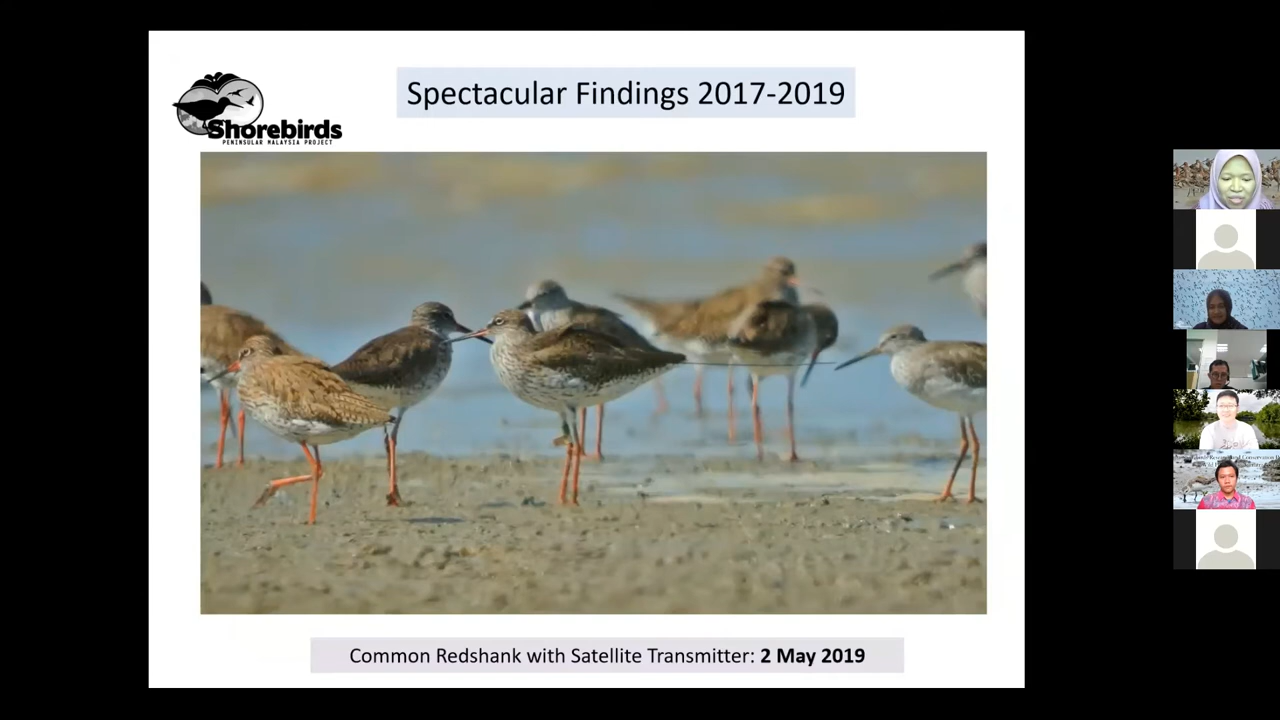 Spectacular Findings 2017-2019
Shorebirds
PENINSULAR MALAYSIA PROJECT
Common Redshank with Satellite Transmitter: 2 May 2019